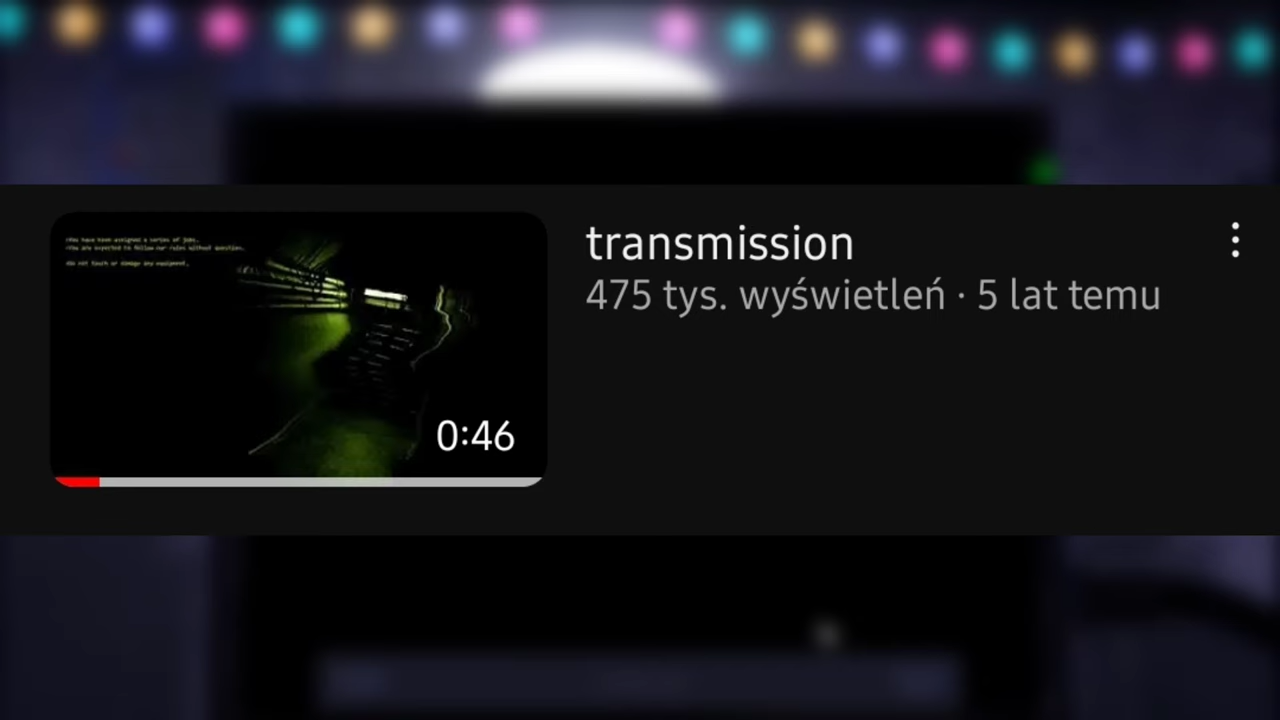 >You have been assigned a series of jobs.
>You are expected to follow our rules without question.
>Do not touch or damage any equipment.
0:46
transmission
475 tys. wyświetleń · 5 lat temu